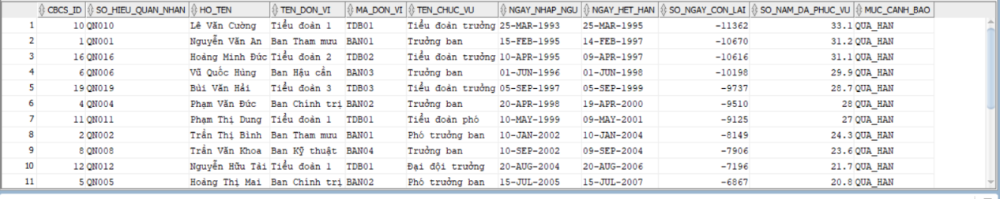 CBCS_ID SO_HIEU_QUAN_NHAN HO_TEN TEN_DON_VI MA_DON_VI TEN_CHUC_VU NGAY_NHAP_NGU NGAY_HET_HAN SO_NGAY_CON_LAI SO_NAM_DA_PHUC_VU MUC_CANH_BAO
1 10 QN010 Lê Văn Cường Tiểu đoàn 1 TDB01 Tiểu đoàn trưởng 25-MAR-1993 25-MAR-1995 -11362 33.1 QUA_HAN
2 1 QN001 Nguyễn Văn An Ban Tham mưu BAN01 Trưởng ban 15-FEB-1995 14-FEB-1997 -10670 31.2 QUA_HAN
3 16 QN016 Hoàng Minh Đức Tiểu đoàn 2 TDB02 Tiểu đoàn trưởng 10-APR-1995 09-APR-1997 -10616 31.1 QUA_HAN
4 6 QN006 Vũ Quốc Hùng Ban Hậu cần BAN03 Trưởng ban 01-JUN-1996 01-JUN-1998 -10198 29.9 QUA_HAN
5 19 QN019 Bùi Văn Hải Tiểu đoàn 3 TDB03 Tiểu đoàn trưởng 05-SEP-1997 05-SEP-1999 -9737 28.7 QUA_HAN
6 4 QN004 Phạm Văn Đức Ban Chính trị BAN02 Trưởng ban 20-APR-1998 19-APR-2000 -9510 28 QUA_HAN
7 11 QN011 Phạm Thị Dung Tiểu đoàn 1 TDB01 Tiểu đoàn phó 10-MAY-1999 09-MAY-2001 -9125 27 QUA_HAN
8 2 QN002 Trần Thị Bình Ban Tham mưu BAN01 Phó trưởng ban 10-JAN-2002 10-JAN-2004 -8149 24.3 QUA_HAN
9 8 QN008 Trần Văn Khoa Ban Kỹ thuật BAN04 Trưởng ban 10-SEP-2002 09-SEP-2004 -7906 23.6 QUA_HAN
10 12 QN012 Nguyễn Hữu Tài Tiểu đoàn 1 TDB01 Đại đội trưởng 20-AUG-2004 20-AUG-2006 -7196 21.7 QUA_HAN
11 5 QN005 Hoàng Thị Mai Ban Chính trị BAN02 Phó trưởng ban 15-JUL-2005 15-JUL-2007 -6867 20.8 QUA_HAN